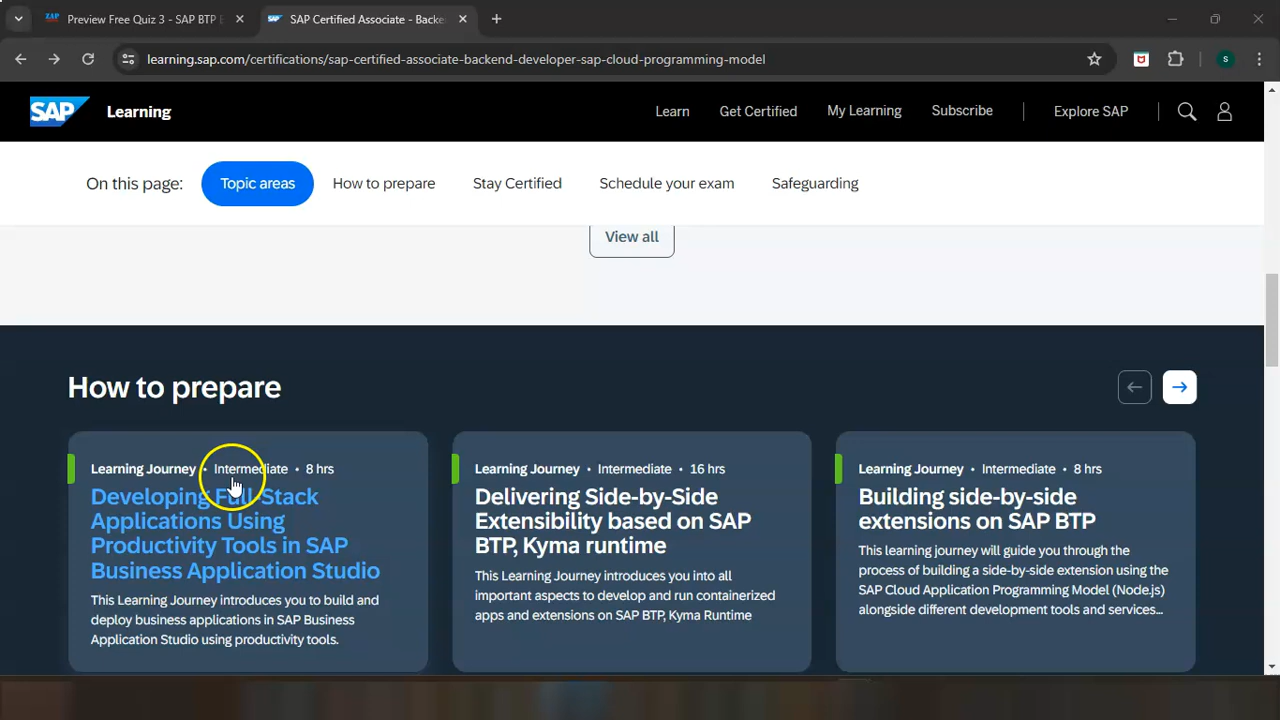 Preview Free Quiz 3 - SAP BTP E
SAP Certified Associate - Backe
learning.sap.com/certifications/sap-certified-associate-backend-developer-sap-cloud-programming-model
S
SAP Learning
Learn
Get Certified
My Learning
Subscribe
Explore SAP
On this page:
Topic areas
How to prepare
Stay Certified
Schedule your exam
Safeguarding
View all
How to prepare
Learning Journey • Intermediate • 8 hrs
Developing Full-Stack
Applications Using
Productivity Tools in SAP
Business Application Studio
This Learning Journey introduces you to build and
deploy business applications in SAP Business
Application Studio using productivity tools.
Learning Journey • Intermediate • 16 hrs
Delivering Side-by-Side
Extensibility based on SAP
BTP, Kyma runtime
This Learning Journey introduces you into all
important aspects to develop and run containerized
apps and extensions on SAP BTP, Kyma Runtime
Learning Journey • Intermediate • 8 hrs
Building side-by-side
extensions on SAP BTP
This learning journey will guide you through the
process of building a side-by-side extension using the
SAP Cloud Application Programming Model (Node.js)
alongside different development tools and services...